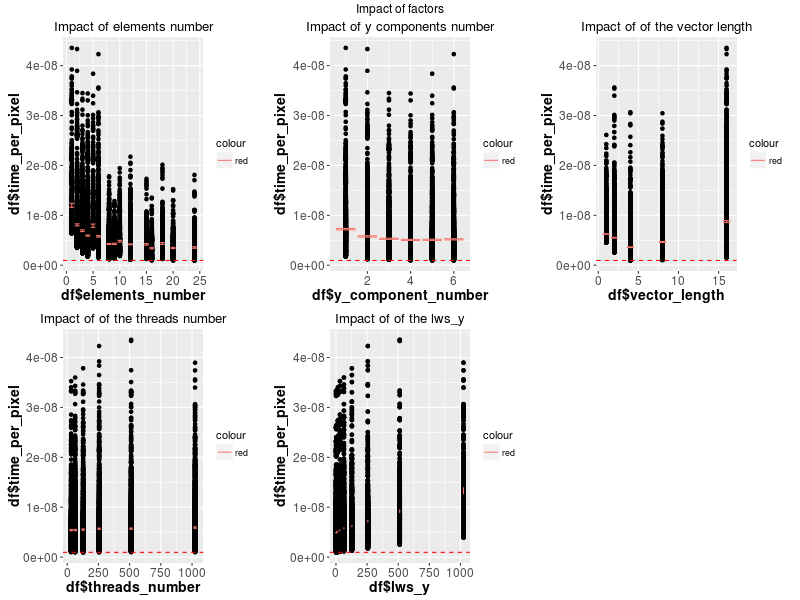 Impact of factors
Impact of elements number
df$time_per_pixel
4e-08
3e-08
2e-08
1e-08
0e+00
0 5 10 15 20 25
df$elements_number
colour
red
Impact of y components number
df$time_per_pixel
4e-08
3e-08
2e-08
1e-08
0e+00
2 4 6
df$y_component_number
colour
red
Impact of of the vector length
df$time_per_pixel
4e-08
3e-08
2e-08
1e-08
0e+00
0 5 10 15
df$vector_length
colour
red
Impact of of the threads number
df$time_per_pixel
4e-08
3e-08
2e-08
1e-08
0e+00
0 250 500 750 1000
df$threads_number
colour
red
Impact of of the lws_y
df$time_per_pixel
4e-08
3e-08
2e-08
1e-08
0e+00
0 250 500 750 1000
df$lws_y
colour
red